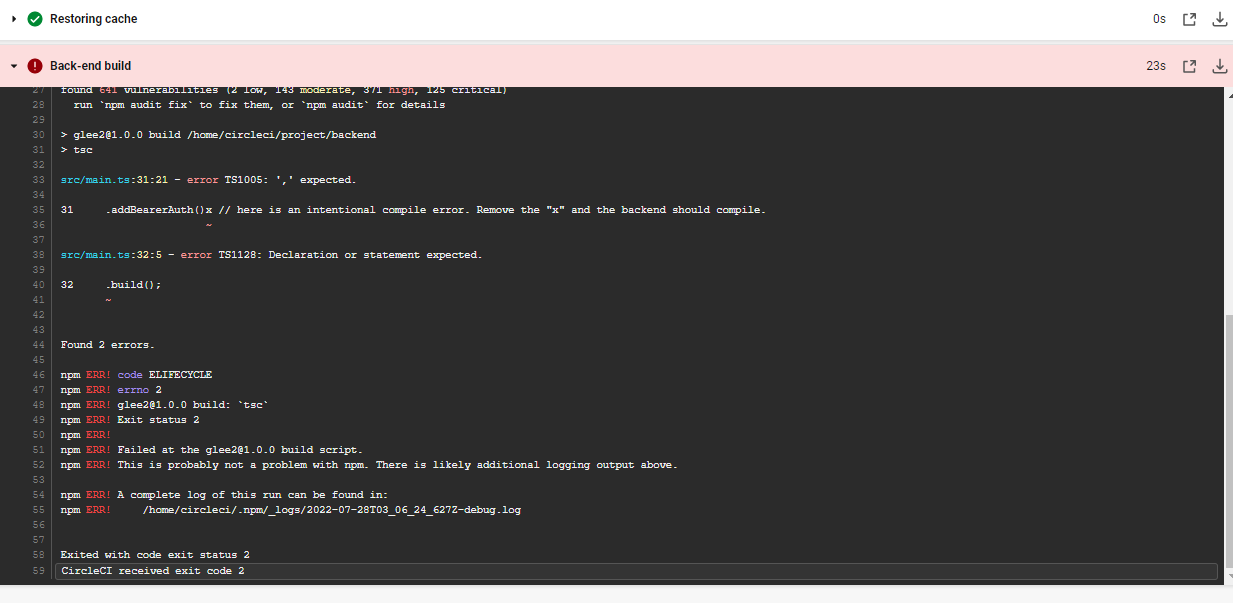 Restoring cache 0s
Back-end build 23s
27 found 641 vulnerabilities (2 low, 143 moderate, 371 high, 125 critical)
28 run `npm audit fix` to fix them, or `npm audit` for details
29
30 > glee2@1.0.0 build /home/circleci/project/backend
31 > tsc
32
33 src/main.ts:31:21 - error TS1005: ',' expected.
34
35 31 .addBearerAuth()x // here is an intentional compile error. Remove the "x" and the backend should compile.
36 ~
37
38 src/main.ts:32:5 - error TS1128: Declaration or statement expected.
39
40 32 .build();
41 ~
42
43
44 Found 2 errors.
45
46 npm ERR! code ELIFECYCLE
47 npm ERR! errno 2
48 npm ERR! glee2@1.0.0 build: `tsc`
49 npm ERR! Exit status 2
50 npm ERR!
51 npm ERR! Failed at the glee2@1.0.0 build script.
52 npm ERR! This is probably not a problem with npm. There is likely additional logging output above.
53
54 npm ERR! A complete log of this run can be found in:
55 npm ERR! /home/circleci/.npm/_logs/2022-07-28T03_06_24_627Z-debug.log
56
57
58 Exited with code exit status 2
59 CircleCI received exit code 2